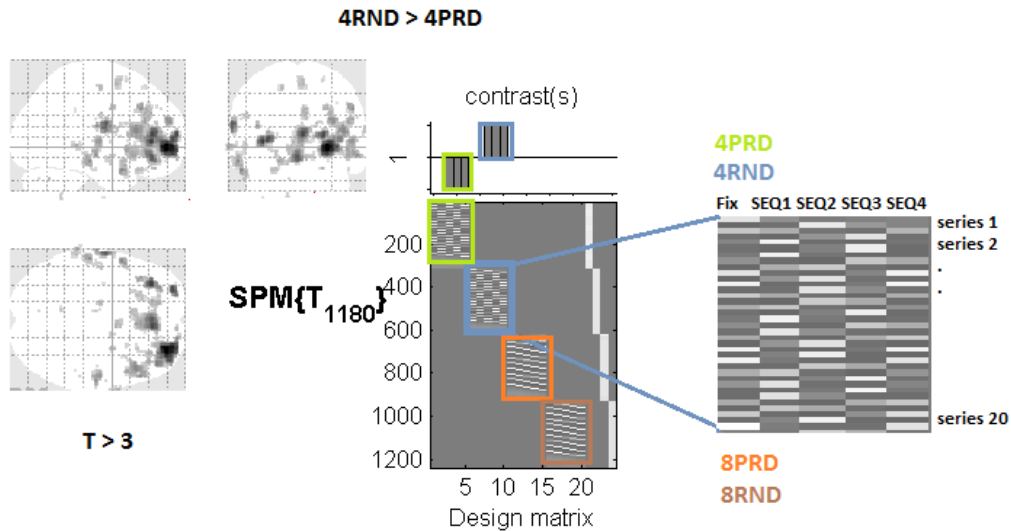 4RND > 4PRD
contrast(s)
1
4PRD
4RND
Fix SEQ1 SEQ2 SEQ3 SEQ4
series 1
series 2
.
.
series 20
SPM{T1180}
200
400
600
800
1000
1200
5 10 15 20
Design matrix
T > 3
8PRD
8RND